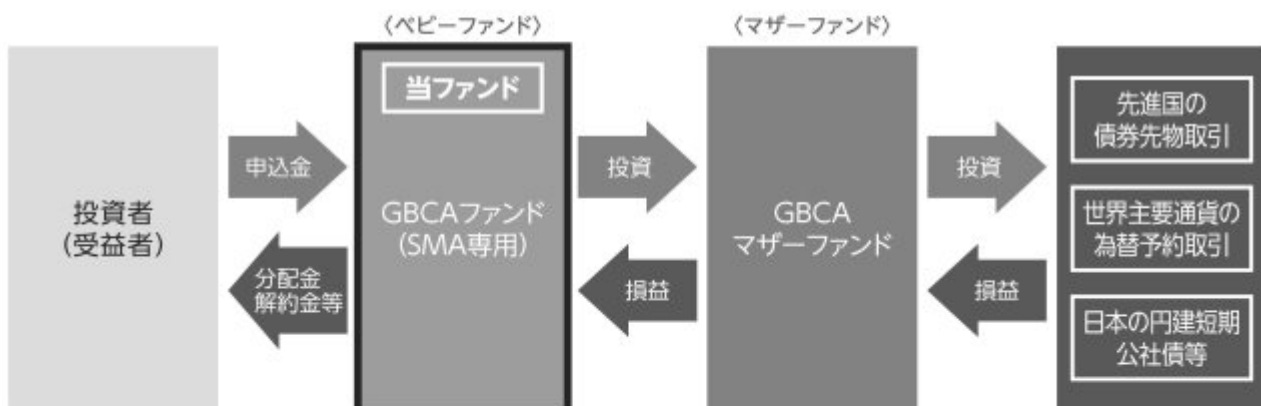 〈ベビーファンド〉
〈マザーファンド〉
投資者
(受益者)
申込金
分配金
解約金等
当ファンド
GBCAファンド
(SMA専用)
投資
損益
GBCA
マザーファンド
投資
損益
先進国の
債券先物取引
世界主要通貨の
為替予約取引
日本の円建短期
公社債等